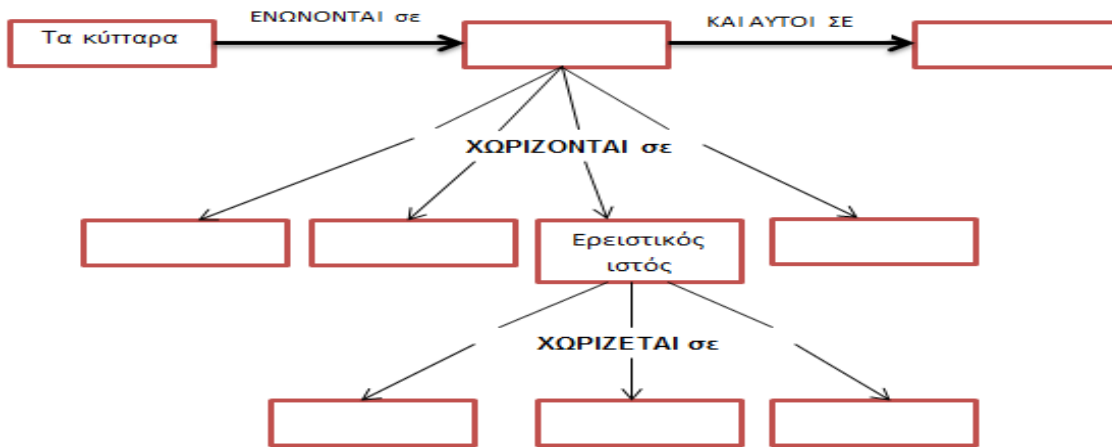 ΕΝΩΝΟΝΤΑΙ σε
ΚΑΙ ΑΥΤΟΙ ΣΕ
Τα κύτταρα
ΧΩΡΙΖΟΝΤΑΙ σε
Ερειστικός
ιστός
ΧΩΡΙΖΕΤΑΙ σε